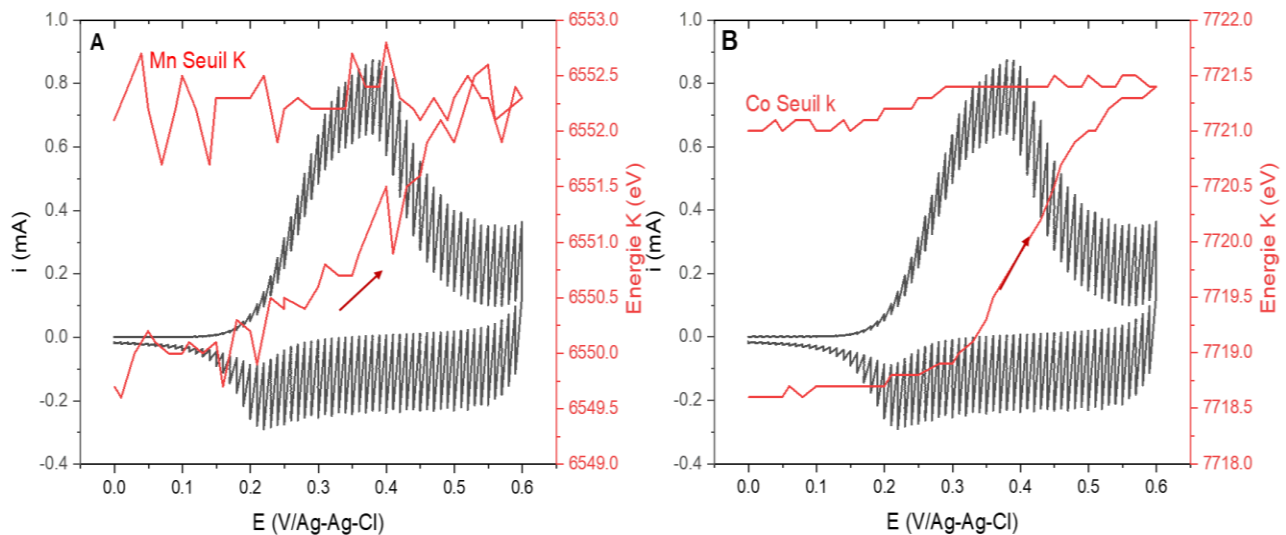 A
Mn Seuil K
i (mA)
1.0
0.8
0.6
0.4
0.2
0.0
-0.2
-0.4
0.0 0.1 0.2 0.3 0.4 0.5 0.6
E (V/Ag-Ag-Cl)
6553.0
6552.5
6552.0
6551.5
6551.0
6550.5
6550.0
6549.5
6549.0
Energie K (eV)
B
Co Seuil k
i (mA)
1.0
0.8
0.6
0.4
0.2
0.0
-0.2
-0.4
0.0 0.1 0.2 0.3 0.4 0.5 0.6
E (V/Ag-Ag-Cl)
7722.0
7721.5
7721.0
7720.5
7720.0
7719.5
7719.0
7718.5
7718.0
Energie K (eV)